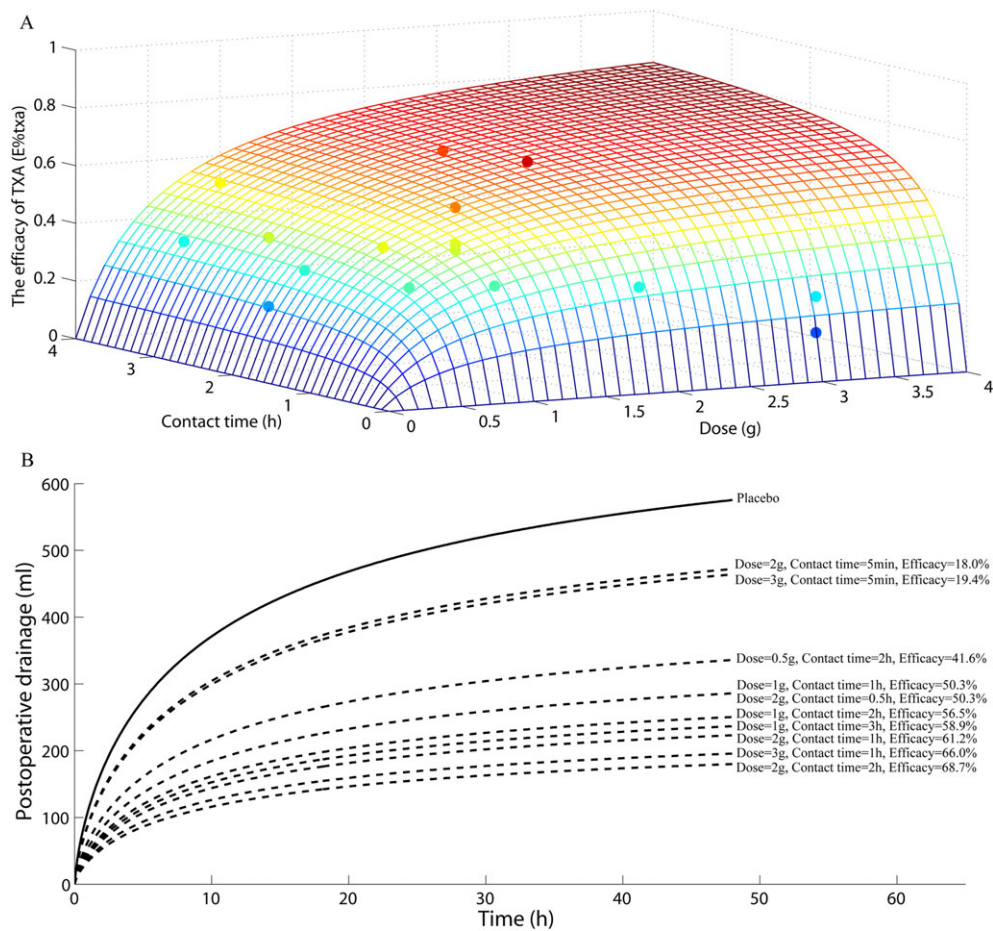 A
1
0.8
0.6
0.4
0.2
0
The efficacy of TXA (E%txa)
4
3
2
1
0
Contact time (h)
0
0.5
1
1.5
2
2.5
3
3.5
4
Dose (g)
B
600
500
400
300
200
100
0
Postoperative drainage (ml)
Placebo
Dose=2g, Contact time=5min, Efficacy=18.0%
Dose=3g, Contact time=5min, Efficacy=19.4%
Dose=0.5g, Contact time=2h, Efficacy=41.6%
Dose=1g, Contact time=1h, Efficacy=50.3%
Dose=2g, Contact time=0.5h, Efficacy=50.3%
Dose=1g, Contact time=2h, Efficacy=56.5%
Dose=1g, Contact time=3h, Efficacy=58.9%
Dose=2g, Contact time=1h, Efficacy=61.2%
Dose=3g, Contact time=1h, Efficacy=66.0%
Dose=2g, Contact time=2h, Efficacy=68.7%
0
10
20
30
40
50
60
Time (h)